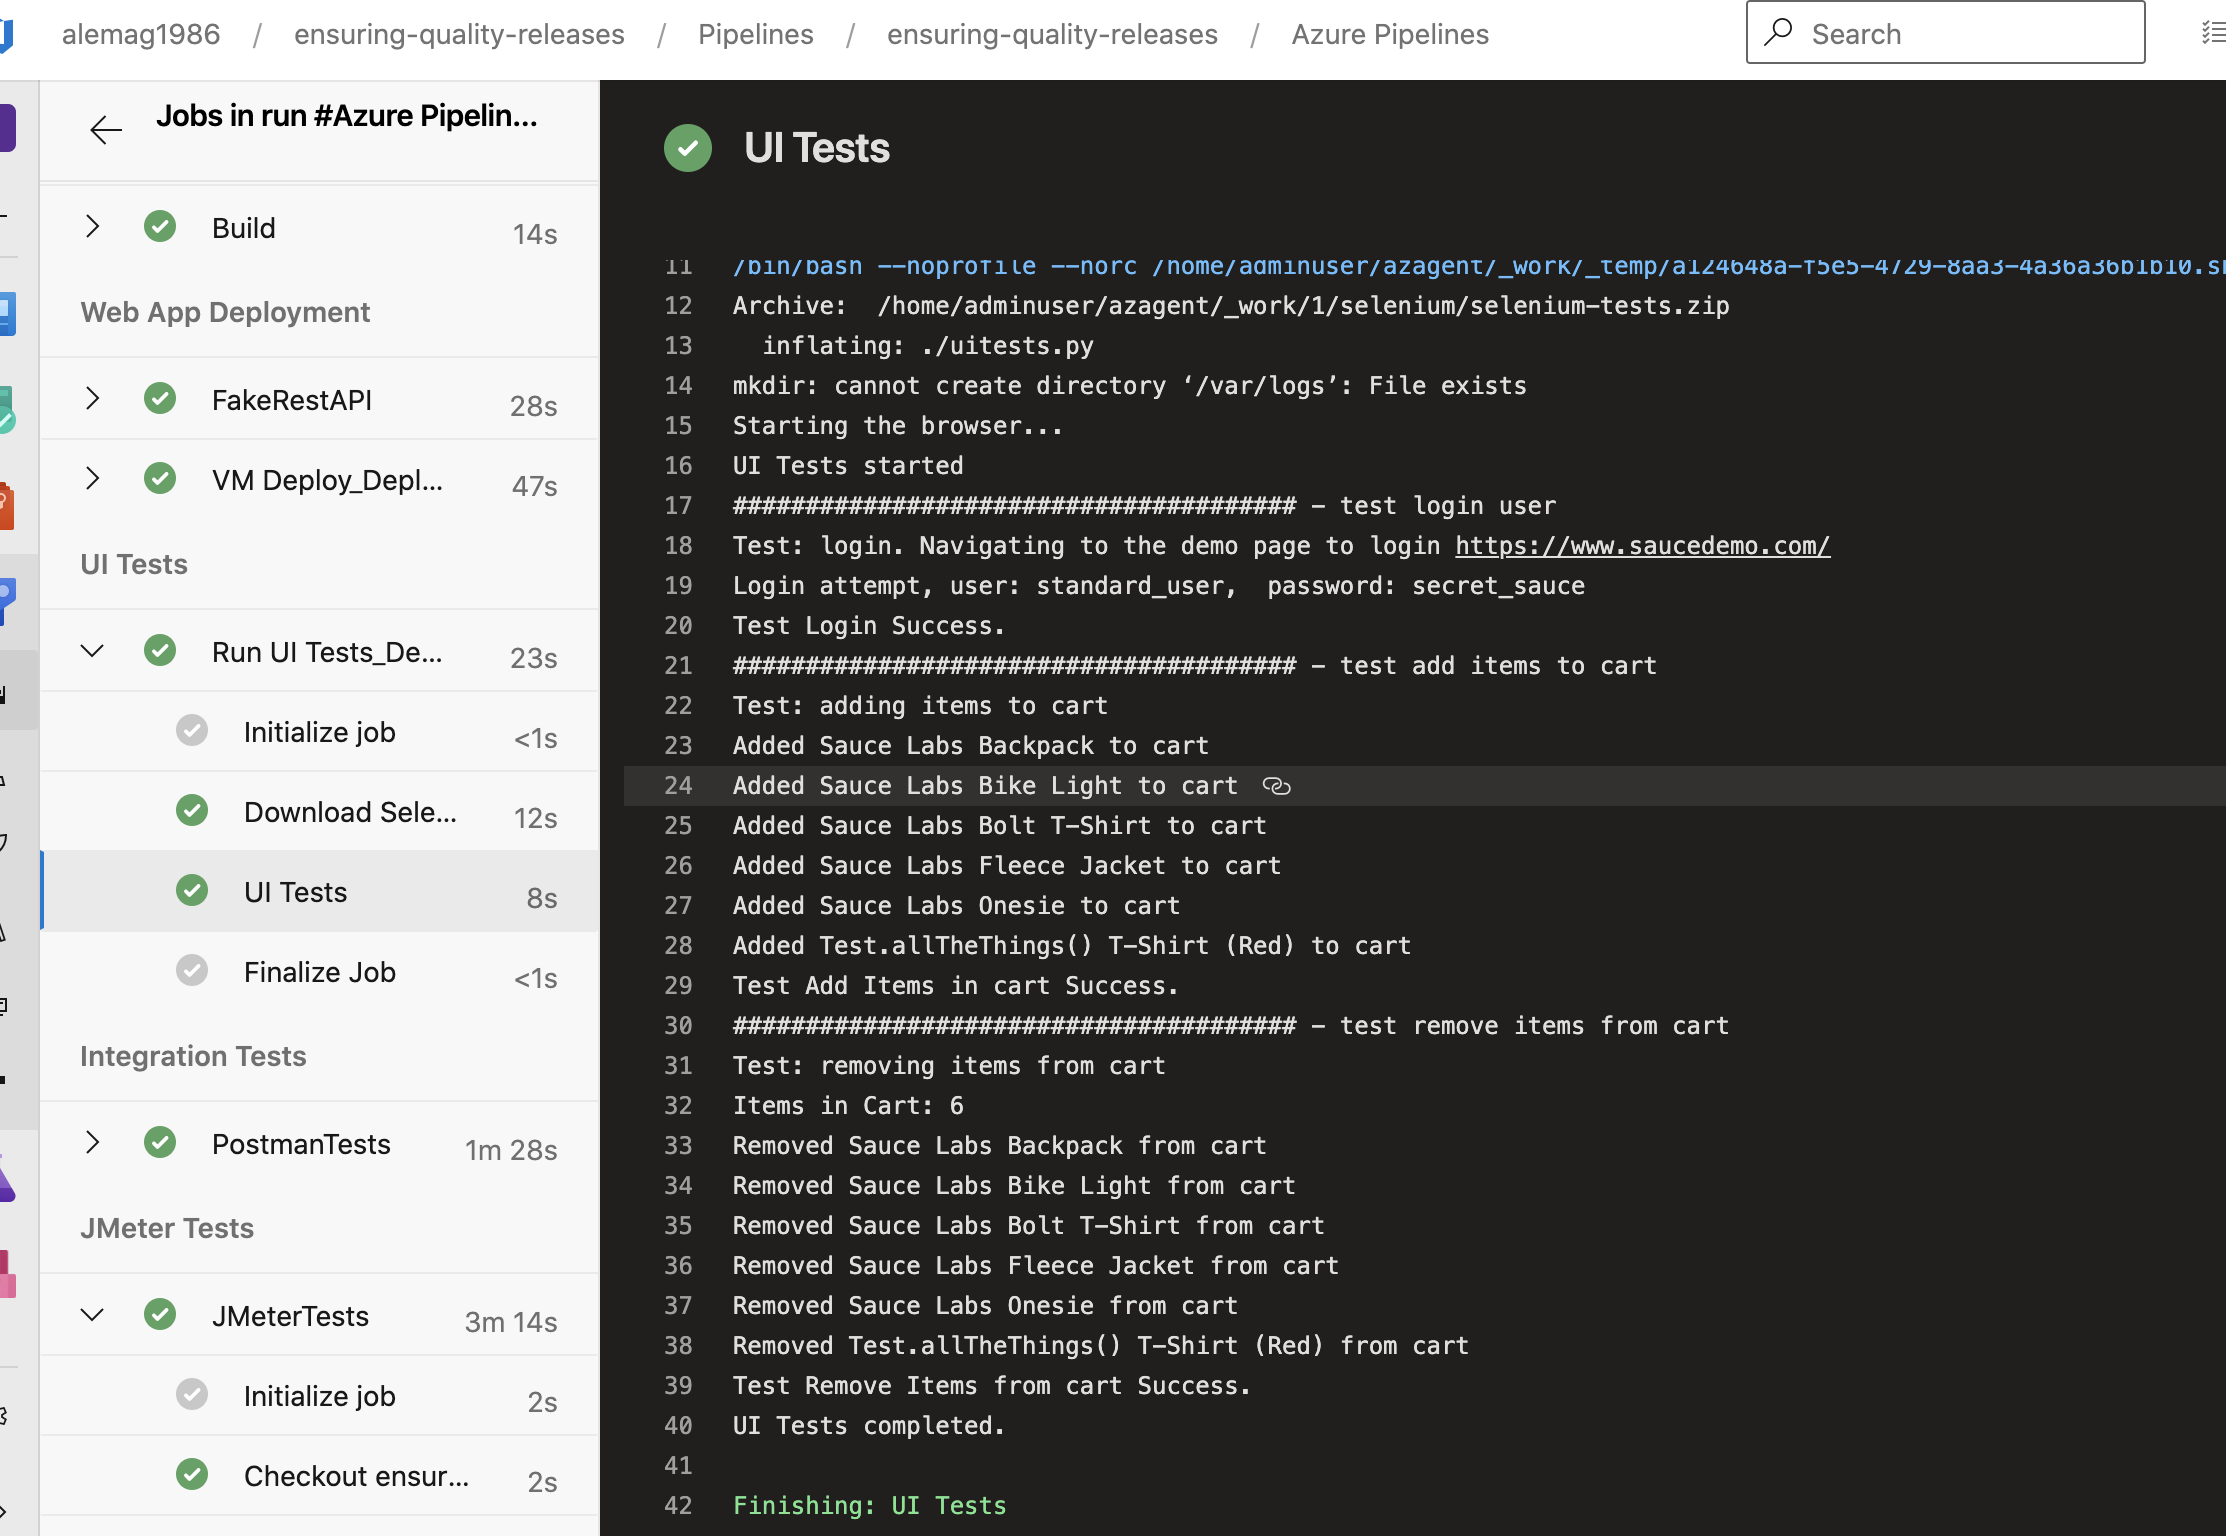 alemag1986 / ensuring-quality-releases / Pipelines / ensuring-quality-releases / Azure Pipelines
Search
Jobs in run #Azure Pipelin...
Build 14s
Web App Deployment
FakeRestAPI 28s
VM Deploy_Depl... 47s
UI Tests
Run UI Tests_De... 23s
Initialize job <1s
Download Sele... 12s
UI Tests 8s
Finalize Job <1s
Integration Tests
PostmanTests 1m 28s
JMeter Tests
JMeterTests 3m 14s
Initialize job 2s
Checkout ensur... 2s
UI Tests
11 /bin/bash --noprofile --norc /home/adminuser/azagent/_work/_temp/a124648a-f5e5-4729-8aa3-4a36a36b1b10.sh
12 Archive:  /home/adminuser/azagent/_work/1/selenium/selenium-tests.zip
13   inflating: ./uitests.py
14 mkdir: cannot create directory ‘/var/logs’: File exists
15 Starting the browser...
16 UI Tests started
17 ####################################### - test login user
18 Test: login. Navigating to the demo page to login https://www.saucedemo.com/
19 Login attempt, user: standard_user,  password: secret_sauce
20 Test Login Success.
21 ####################################### - test add items to cart
22 Test: adding items to cart
23 Added Sauce Labs Backpack to cart
24 Added Sauce Labs Bike Light to cart
25 Added Sauce Labs Bolt T-Shirt to cart
26 Added Sauce Labs Fleece Jacket to cart
27 Added Sauce Labs Onesie to cart
28 Added Test.allTheThings() T-Shirt (Red) to cart
29 Test Add Items in cart Success.
30 ####################################### - test remove items from cart
31 Test: removing items from cart
32 Items in Cart: 6
33 Removed Sauce Labs Backpack from cart
34 Removed Sauce Labs Bike Light from cart
35 Removed Sauce Labs Bolt T-Shirt from cart
36 Removed Sauce Labs Fleece Jacket from cart
37 Removed Sauce Labs Onesie from cart
38 Removed Test.allTheThings() T-Shirt (Red) from cart
39 Test Remove Items from cart Success.
40 UI Tests completed.
41
42 Finishing: UI Tests